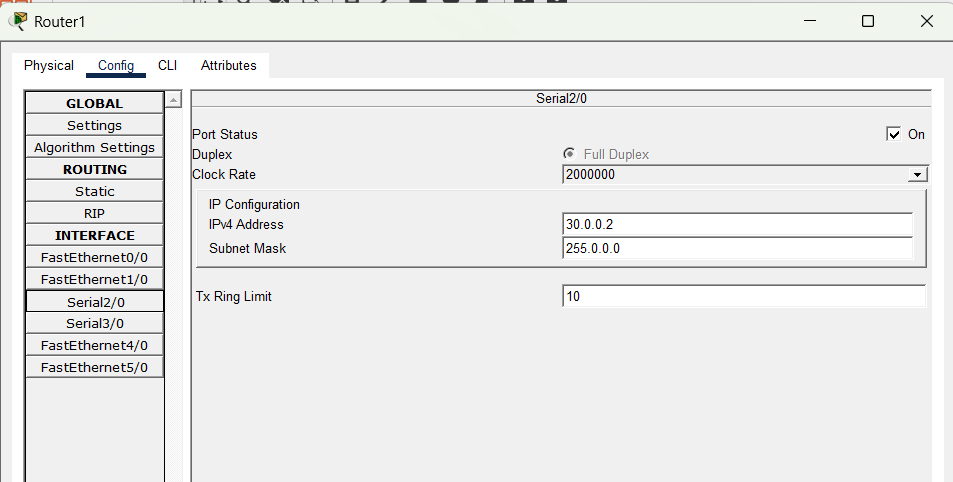 Router1
Physical Config CLI Attributes
GLOBAL
Settings
Algorithm Settings
ROUTING
Static
RIP
INTERFACE
FastEthernet0/0
FastEthernet1/0
Serial2/0
Serial3/0
FastEthernet4/0
FastEthernet5/0
Serial2/0
Port Status On
Duplex Full Duplex
Clock Rate 2000000
IP Configuration
IPv4 Address 30.0.0.2
Subnet Mask 255.0.0.0
Tx Ring Limit 10